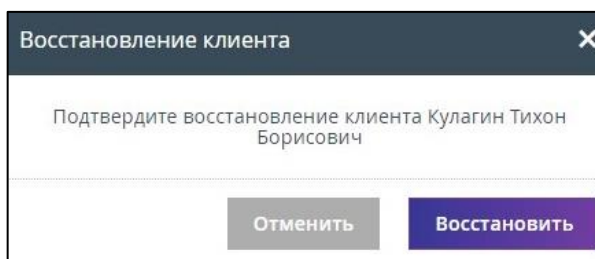 Восстановление клиента
Подтвердите восстановление клиента Кулагин Тихон
Борисович
Отменить
Восстановить